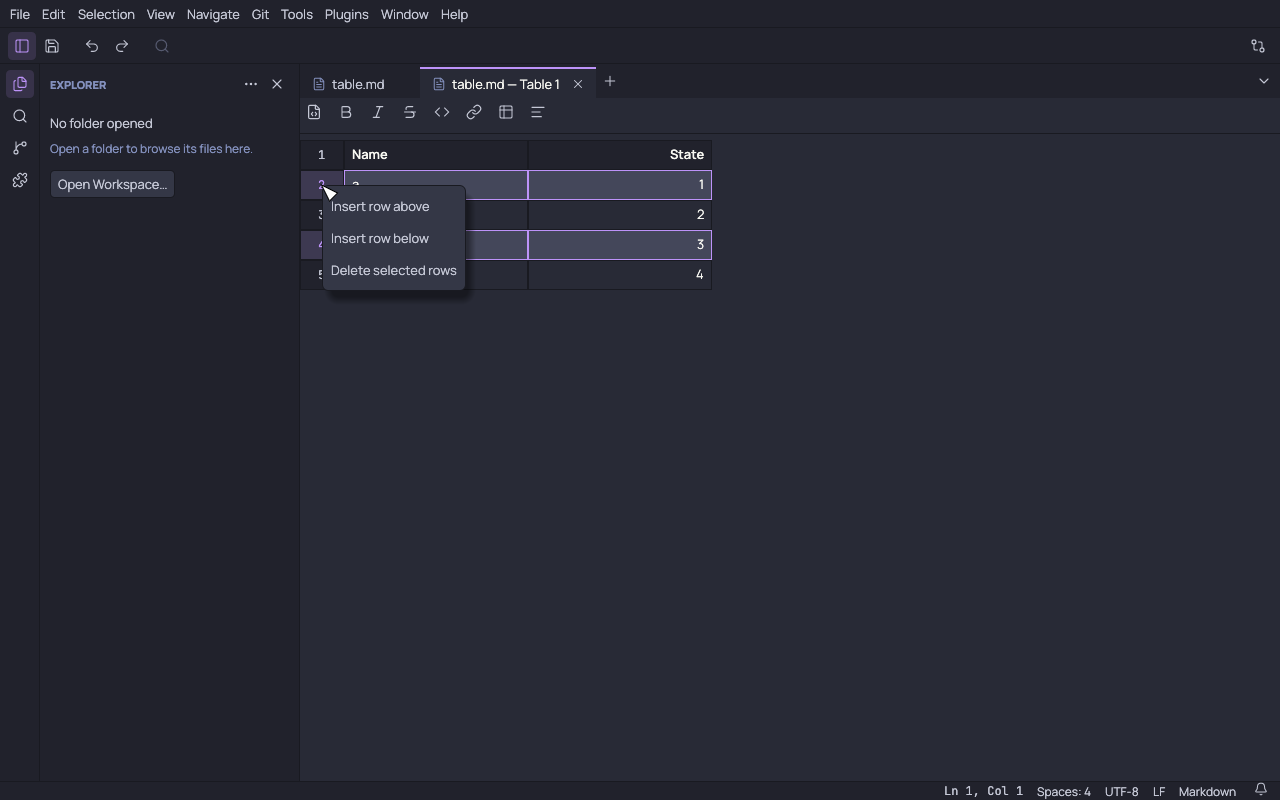 File Edit Selection View Navigate Git Tools Plugins Window Help
EXPLORER
No folder opened
Open a folder to browse its files here.
Open Workspace...
table.md
table.md — Table 1
1 Name State
2 1
2
3
4
Insert row above
Insert row below
Delete selected rows
Ln 1, Col 1 Spaces: 4 UTF-8 LF Markdown